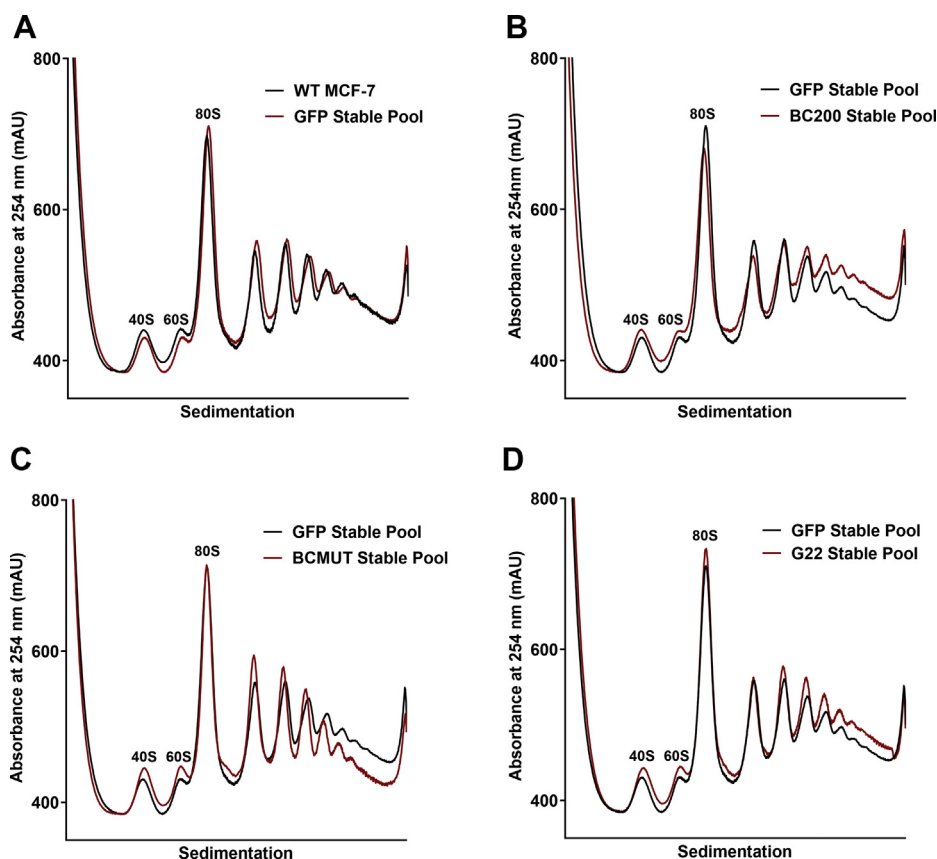 A
Absorbance at 254 nm (mAU)
800
600
400
WT MCF-7
GFP Stable Pool
80S
40S
60S
Sedimentation
B
Absorbance at 254nm (mAU)
800
600
400
GFP Stable Pool
BC200 Stable Pool
80S
40S
60S
Sedimentation
C
Absorbance at 254 nm (mAU)
800
600
400
GFP Stable Pool
BCMUT Stable Pool
80S
40S
60S
Sedimentation
D
Absorbance at 254 nm (mAU)
800
600
400
GFP Stable Pool
G22 Stable Pool
80S
40S
60S
Sedimentation